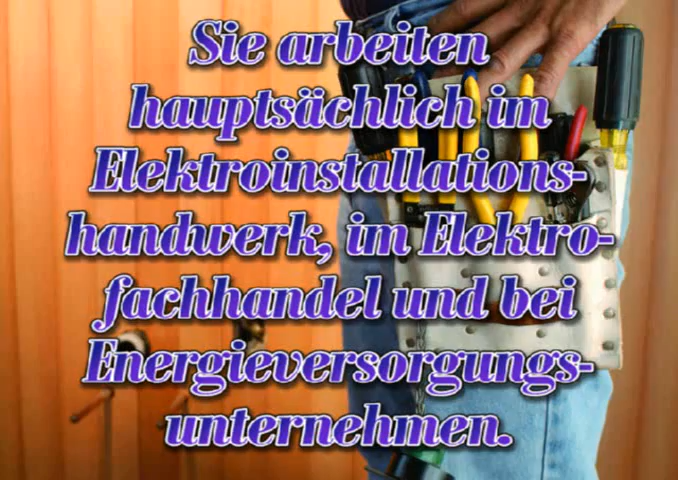 Sie arbeiten
hauptsächlich im
Elektroinstallations-
handwerk, im Elektro-
fachhandel und bei
Energieversorgungs-
unternehmen.